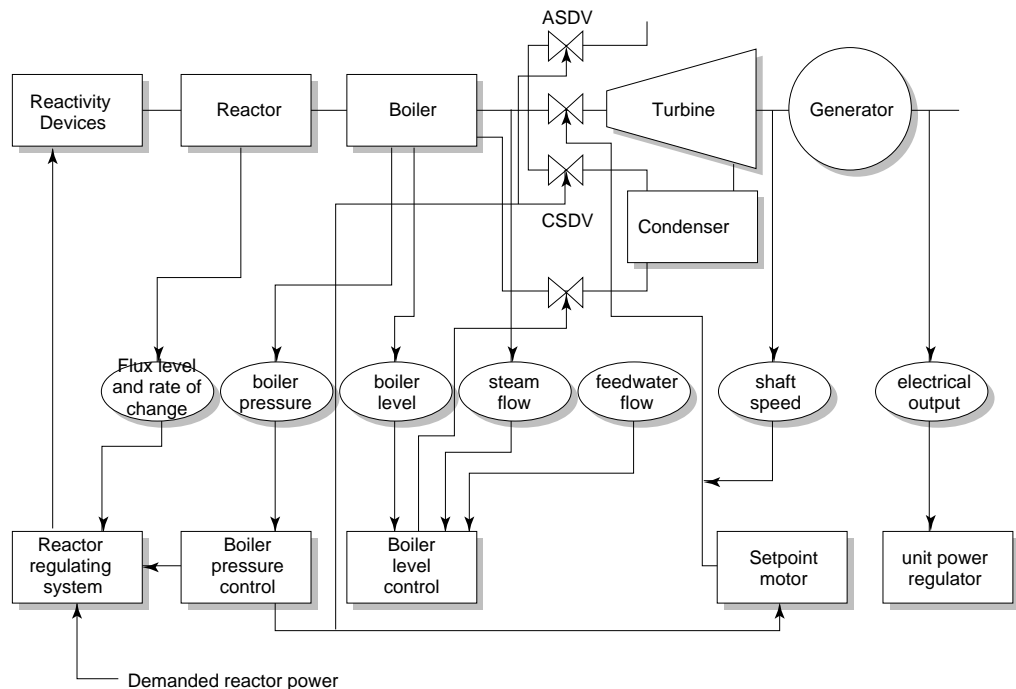 ASDV
Reactivity
Devices
Reactor
Boiler
Turbine
Generator
CSDV
Condenser
Flux level
and rate of
change
boiler
pressure
boiler
level
steam
flow
feedwater
flow
shaft
speed
electrical
output
Reactor
regulating
system
Boiler
pressure
control
Boiler
level
control
Setpoint
motor
unit power
regulator
Demanded reactor power